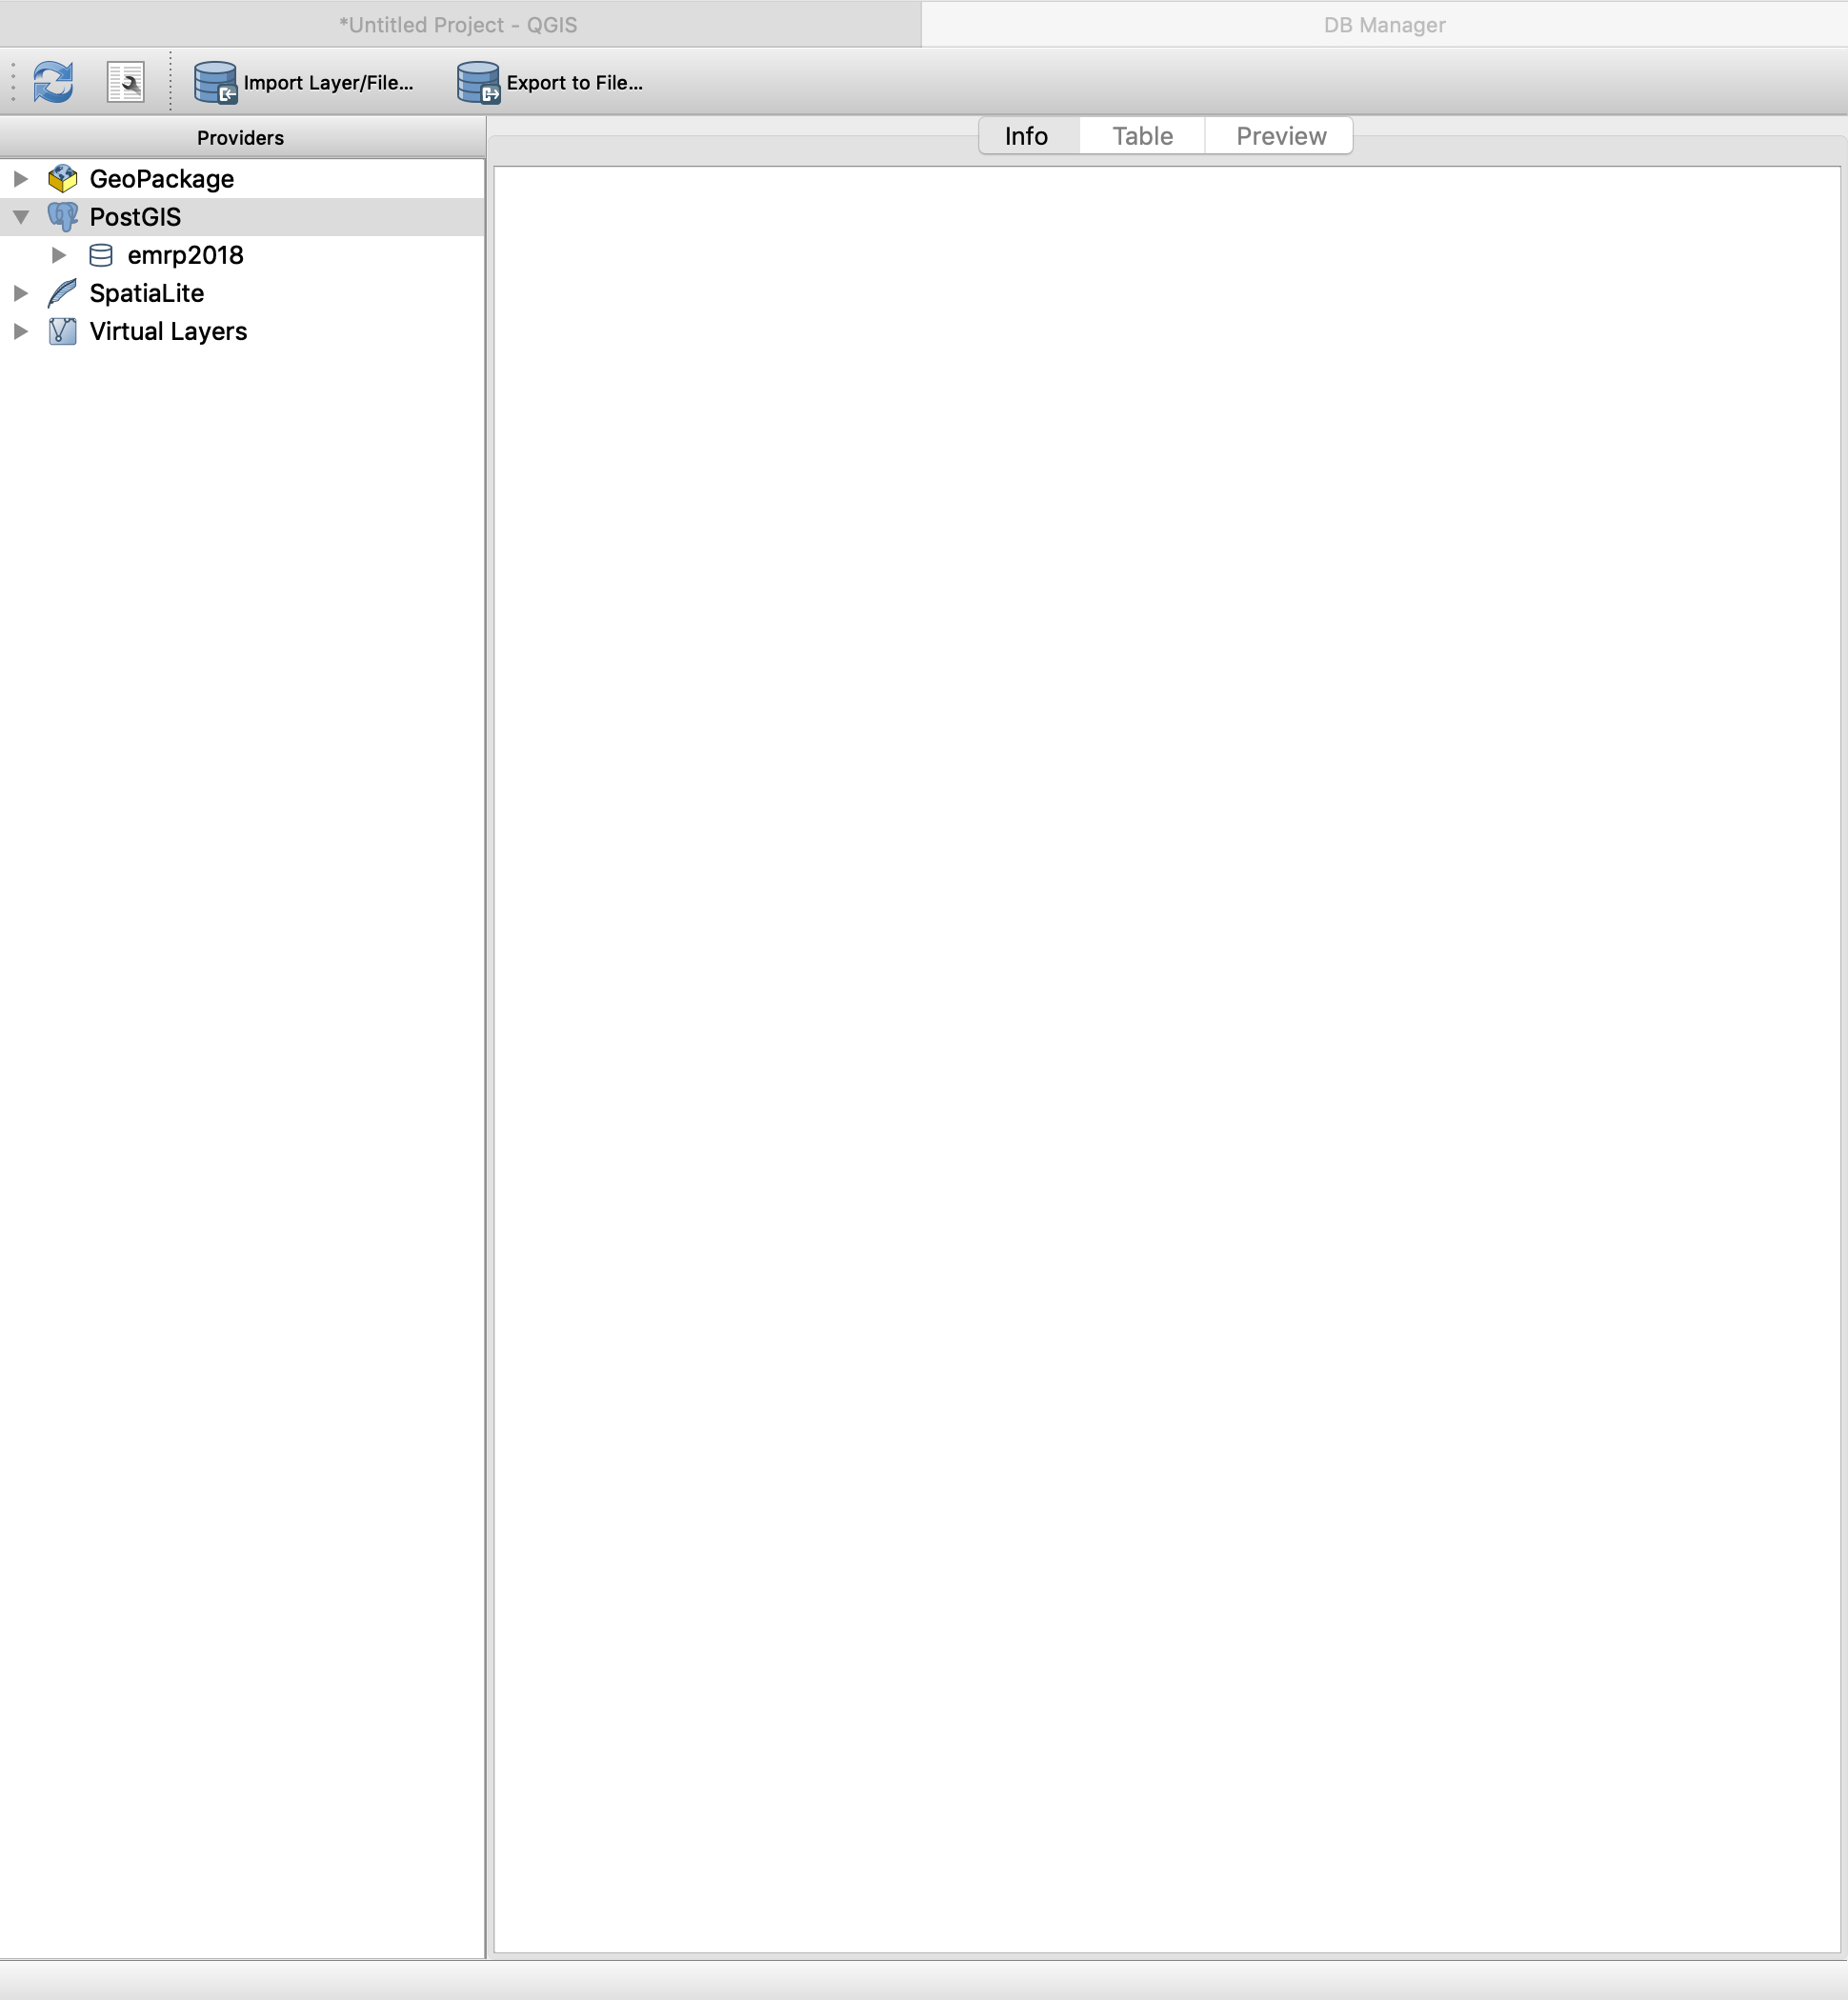 *Untitled Project - QGIS
DB Manager
Import Layer/File...
Export to File...
Providers
Info
Table
Preview
GeoPackage
PostGIS
emrp2018
SpatiaLite
Virtual Layers